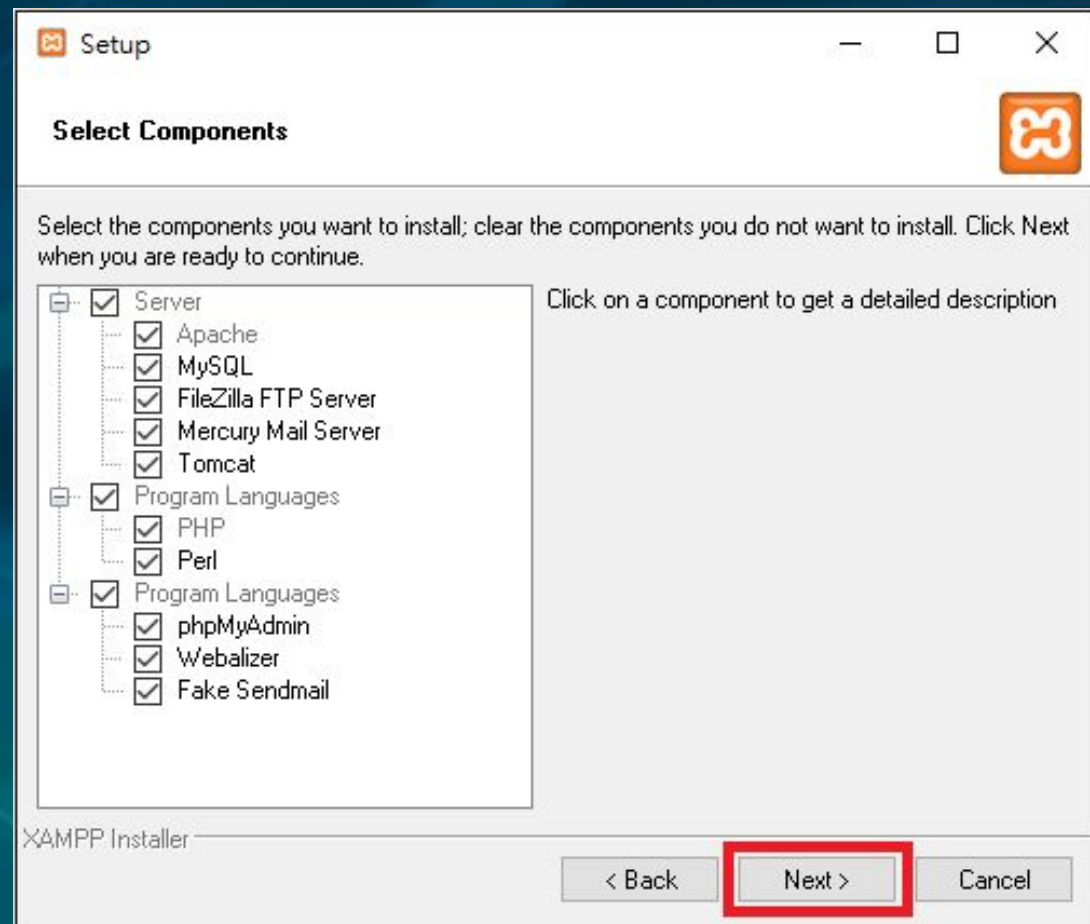 Setup
Select Components
Select the components you want to install; clear the components you do not want to install. Click Next
when you are ready to continue.
Server
Apache
MySQL
FileZilla FTP Server
Mercury Mail Server
Tomcat
Program Languages
PHP
Perl
Program Languages
phpMyAdmin
Webalizer
Fake Sendmail
Click on a component to get a detailed description
XAMPP Installer
< Back
Next >
Cancel